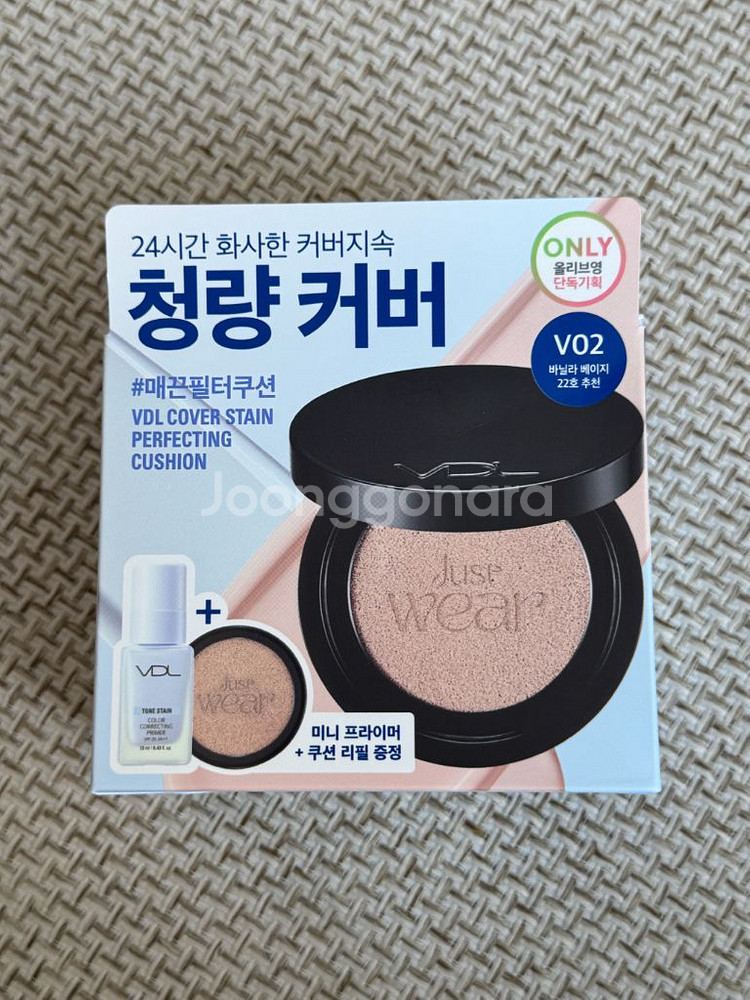 24시간 화사한 커버지속
청량 커버
#매끈필터쿠션
VDL COVER STAIN
PERFECTING
CUSHION
ONLY
올리브영
단독기획
V02
바닐라 베이지
22호 추천
VDL
Just
wear
Joonggonara
VDL
TONE STAIN
COLOR
CORRECTING
PRIMER
+
Just
wear
미니 프라이머
+ 쿠션 리필 증정